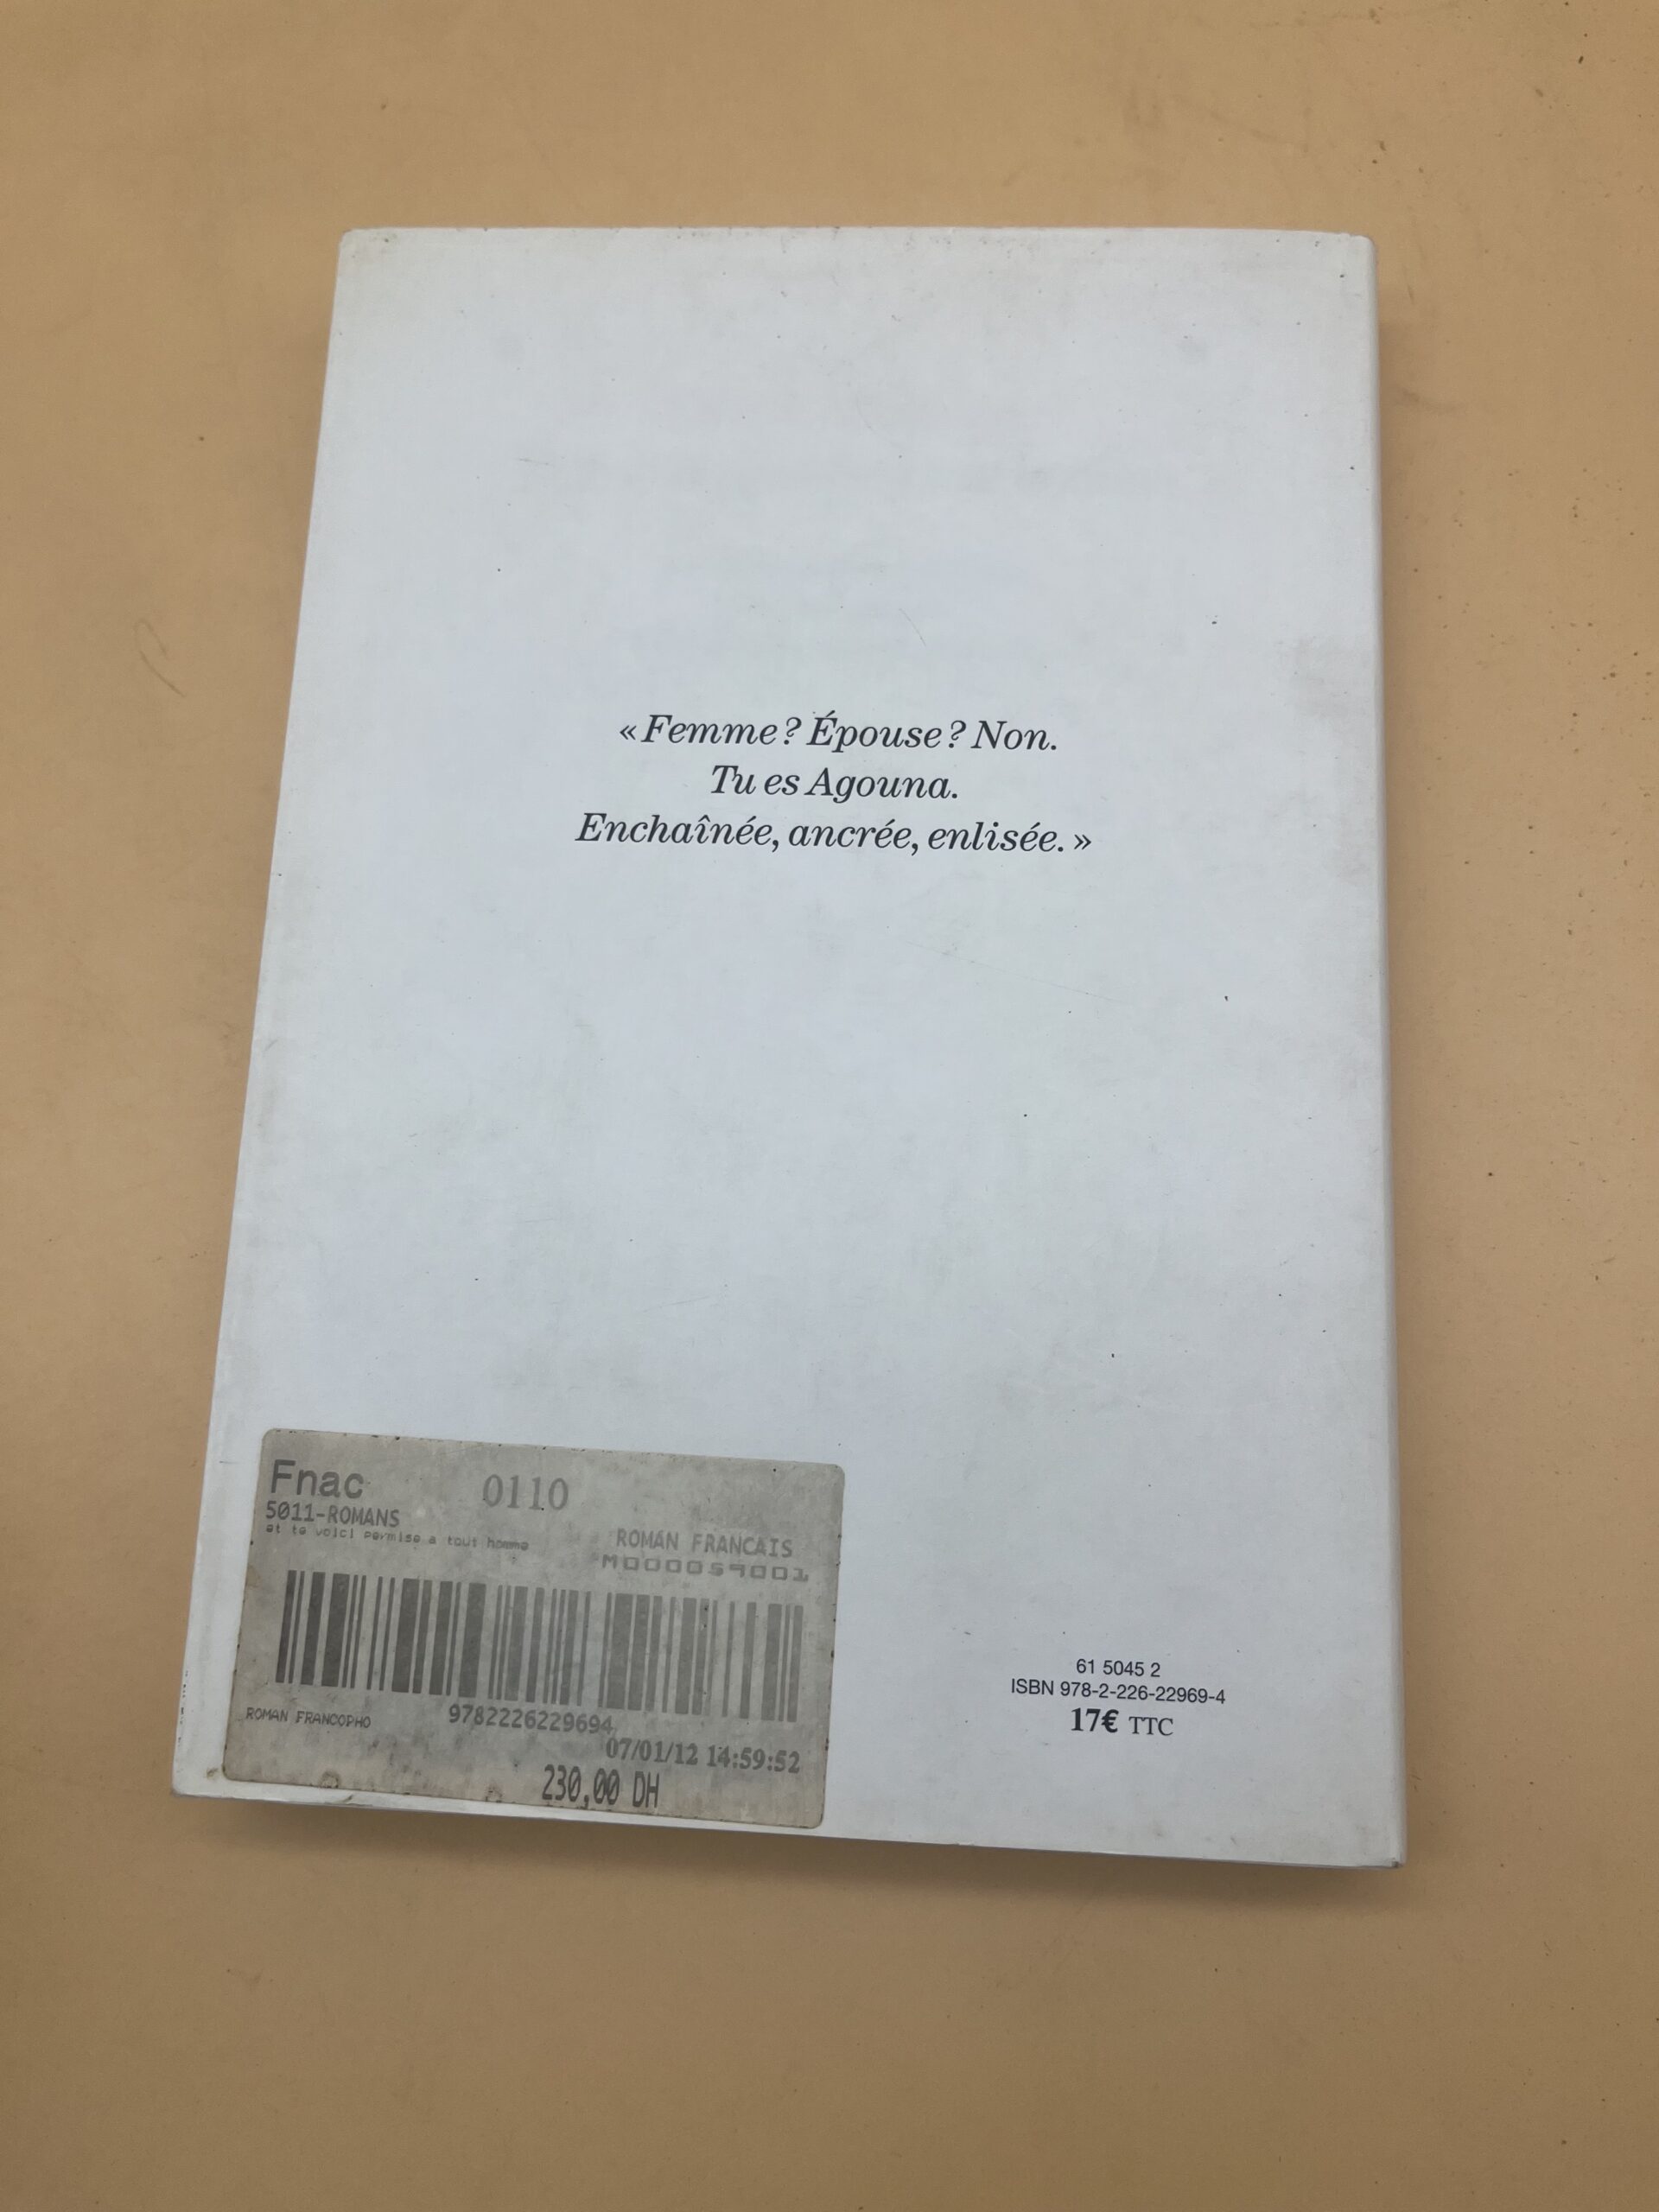 « Femme ? Épouse ? Non.
Tu es Agouna.
Enchaînée, ancrée, enlisée. »
Fnac 0110
5011-ROMANS
et te voici permise a tout homme
ROMAN FRANCAIS
M000059001
ROMAN FRANCOPHO
9782226229694
07/01/12 14:59:52
230,00 DH
61 5045 2
ISBN 978-2-226-22969-4
17€ TTC